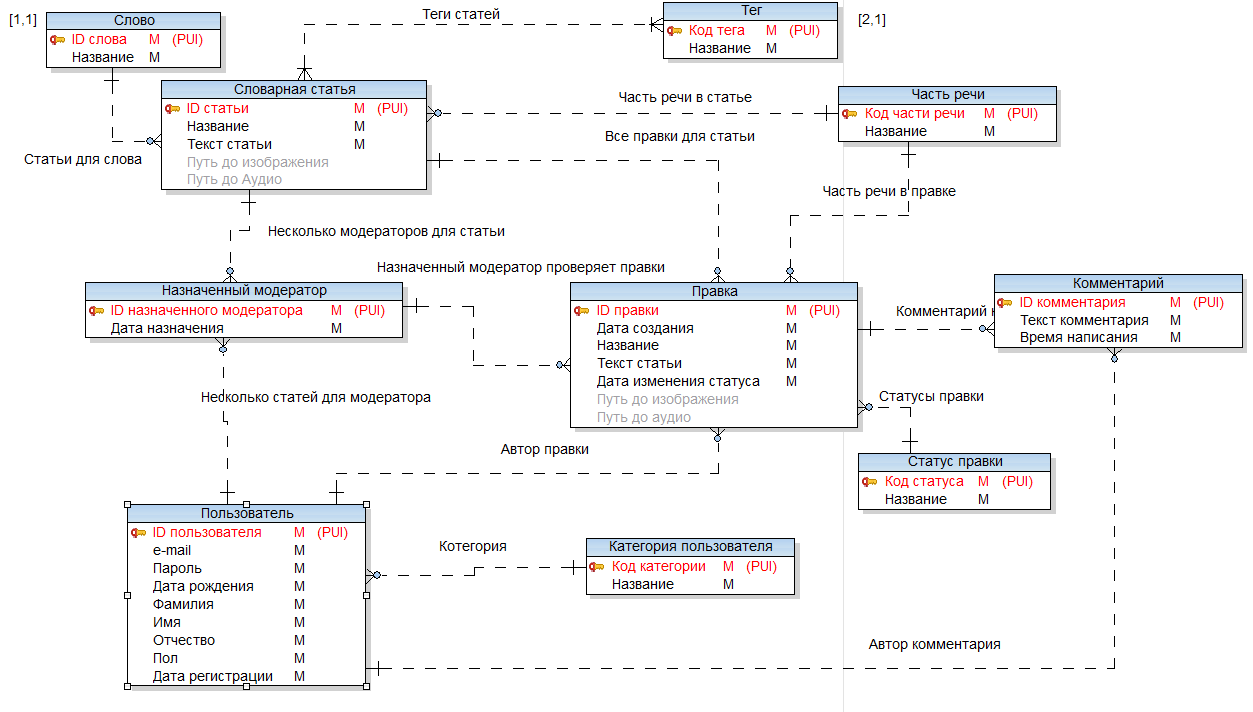 [1,1]
Слово
ID слова M (PUI)
Название M
Теги статей
Тег
Код тега M (PUI)
Название M
[2,1]
Словарная статья
ID статьи M (PUI)
Название M
Текст статьи M
Путь до изображения
Путь до Аудио
Статьи для слова
Часть речи в статье
Все правки для статьи
Часть речи
Код части речи M (PUI)
Название M
Часть речи в правке
Несколько модераторов для статьи
Назначенный модератор проверяет правки
Назначенный модератор
ID назначенного модератора M (PUI)
Дата назначения M
Правка
ID правки M (PUI)
Дата создания M
Название M
Текст статьи M
Дата изменения статуса M
Путь до изображения
Путь до аудио
Комментарий
Комментарий
ID комментария M (PUI)
Текст комментария M
Время написания M
Несколько статей для модератора
Статусы правки
Автор правки
Статус правки
Код статуса M (PUI)
Название M
Пользователь
ID пользователя M (PUI)
e-mail M
Пароль M
Дата рождения M
Фамилия M
Имя M
Отчество M
Пол M
Дата регистрации M
Котегория
Категория пользователя
Код категории M (PUI)
Название M
Автор комментария